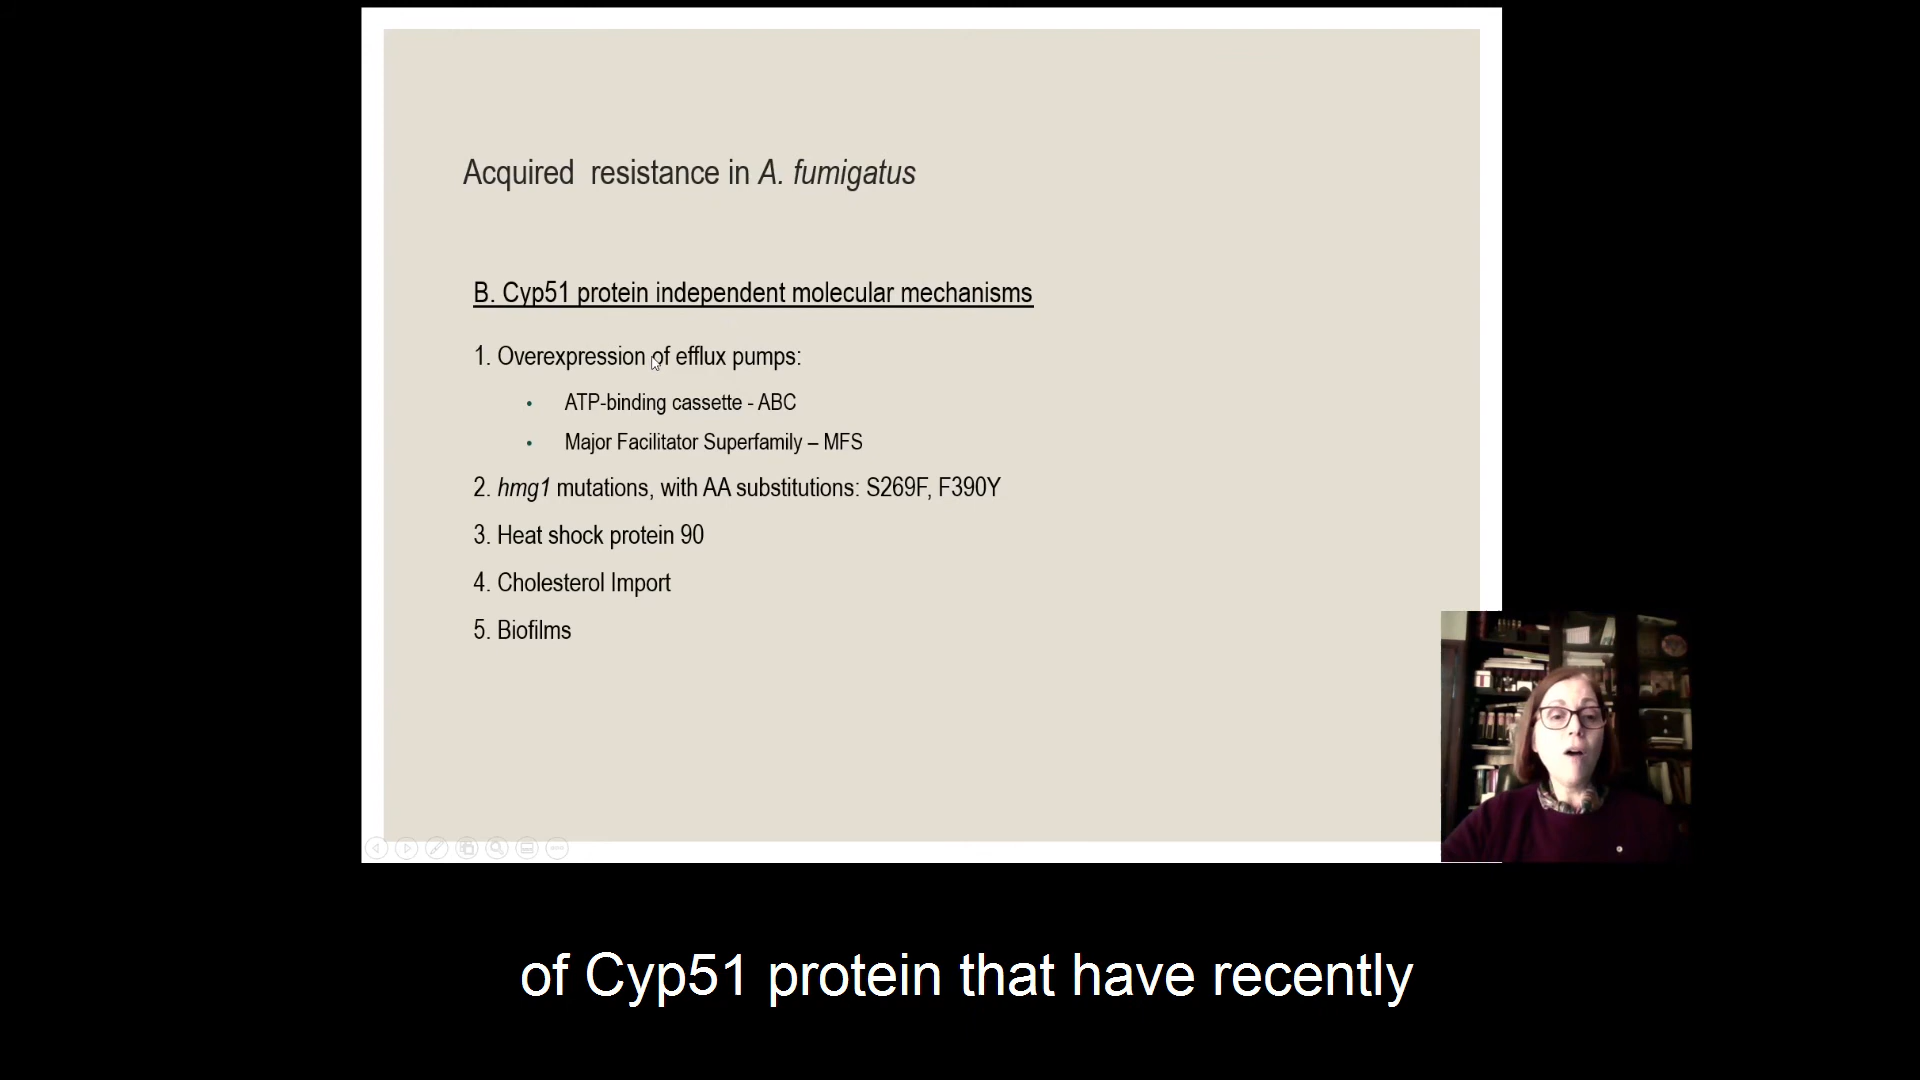 Acquired  resistance in A. fumigatus
B. Cyp51 protein independent molecular mechanisms
1. Overexpression of efflux pumps:
• ATP-binding cassette - ABC
• Major Facilitator Superfamily – MFS
2. hmg1 mutations, with AA substitutions: S269F, F390Y
3. Heat shock protein 90
4. Cholesterol Import
5. Biofilms
of Cyp51 protein that have recently